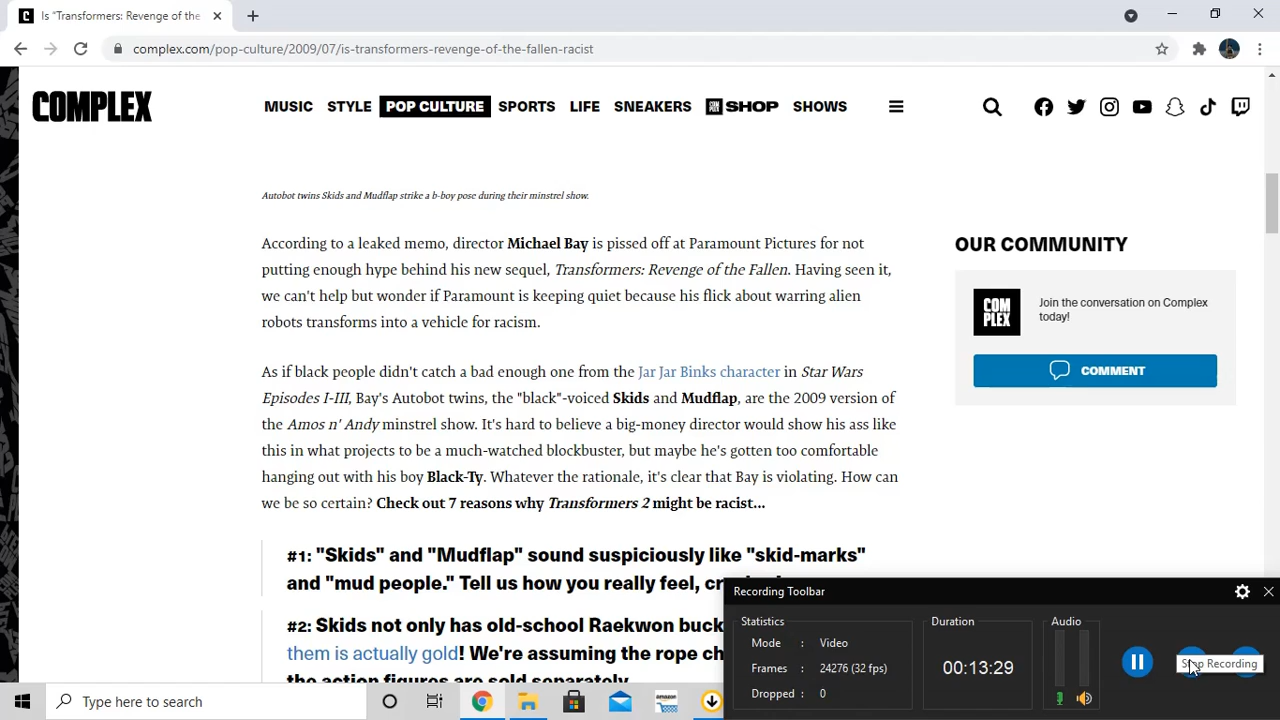 Is "Transformers: Revenge of the
complex.com/pop-culture/2009/07/is-transformers-revenge-of-the-fallen-racist
COMPLEX
MUSIC STYLE POP CULTURE SPORTS LIFE SNEAKERS COMPLEX SHOP SHOWS
Autobot twins Skids and Mudflap strike a b-boy pose during their minstrel show.
According to a leaked memo, director Michael Bay is pissed off at Paramount Pictures for not
putting enough hype behind his new sequel, Transformers: Revenge of the Fallen. Having seen it,
we can't help but wonder if Paramount is keeping quiet because his flick about warring alien
robots transforms into a vehicle for racism.
As if black people didn't catch a bad enough one from the Jar Jar Binks character in Star Wars
Episodes I-III, Bay's Autobot twins, the "black"-voiced Skids and Mudflap, are the 2009 version of
the Amos n' Andy minstrel show. It's hard to believe a big-money director would show his ass like
this in what projects to be a much-watched blockbuster, but maybe he's gotten too comfortable
hanging out with his boy Black-Ty. Whatever the rationale, it's clear that Bay is violating. How can
we be so certain? Check out 7 reasons why Transformers 2 might be racist...
#1: "Skids" and "Mudflap" sound suspiciously like "skid-marks"
and "mud people." Tell us how you really feel,
#2: Skids not only has old-school Raekwon buck
them is actually gold! We're assuming the rope
the action figures are sold separately.
OUR COMMUNITY
COM
PLEX
Join the conversation on Complex
today!
COMMENT
Recording Toolbar
Statistics
Mode : Video
Frames : 24276 (32 fps)
Dropped : 0
Duration
00:13:29
Audio
Stop Recording
Type here to search
amazon